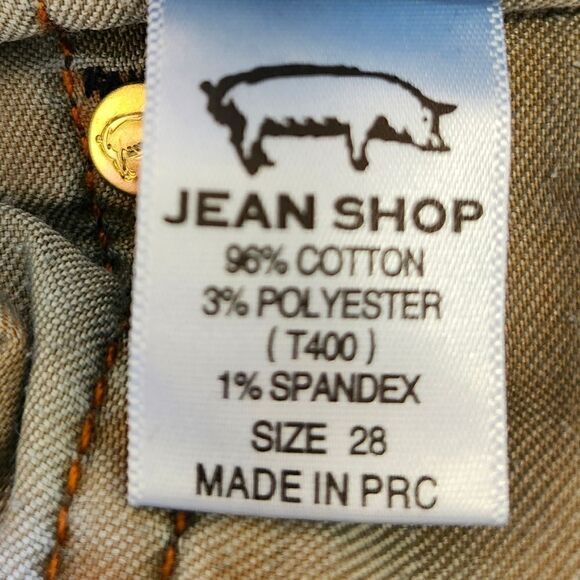 JEAN SHOP
96% COTTON
3% POLYESTER
( T400 )
1% SPANDEX
SIZE 28
MADE IN PRC